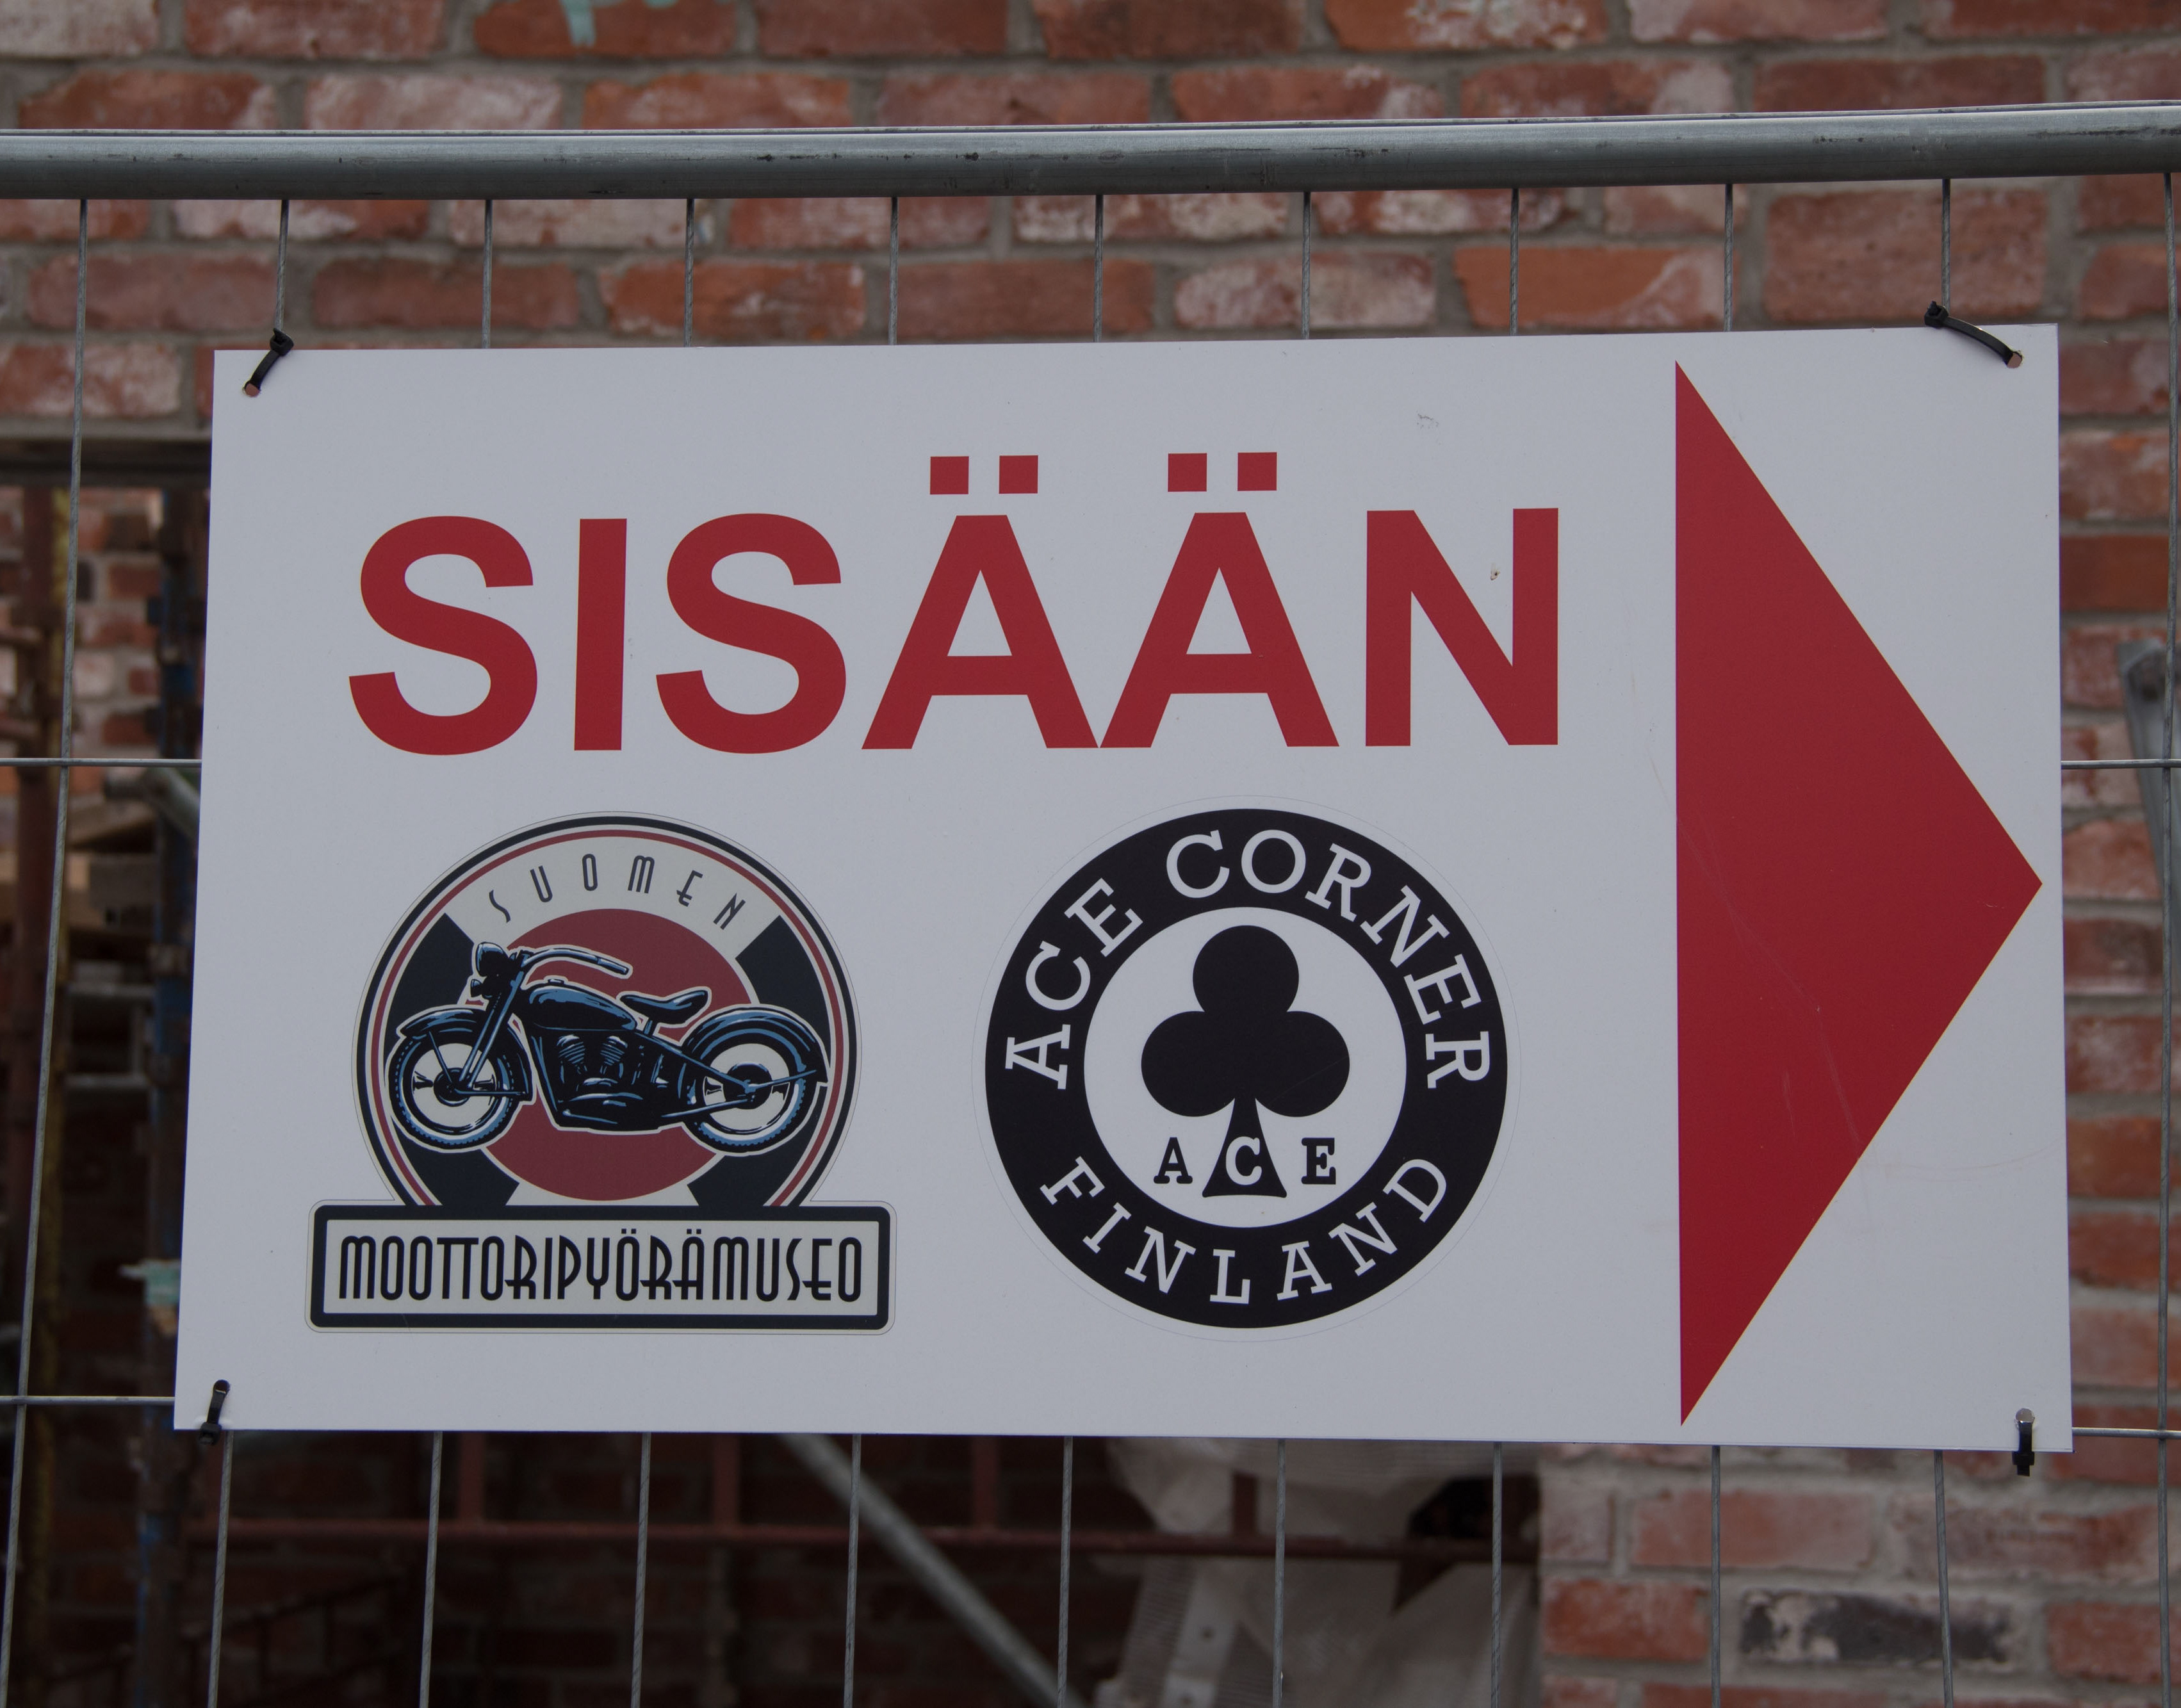 SISÄÄN
SUOMEN
MOOTTORIPYÖRÄMUSEO
ACE CORNER
ACE
FINLAND